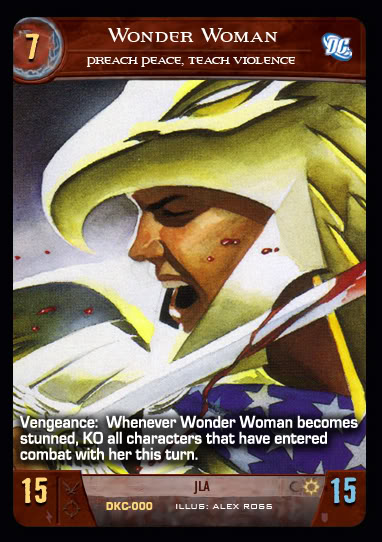 7
Wonder Woman
Preach Peace, Teach Violence
DC
Vengeance: Whenever Wonder Woman becomes
stunned, KO all characters that have entered
combat with her this turn.
15
JLA
C
15
DKC-000 ILLUS: ALEX ROSS